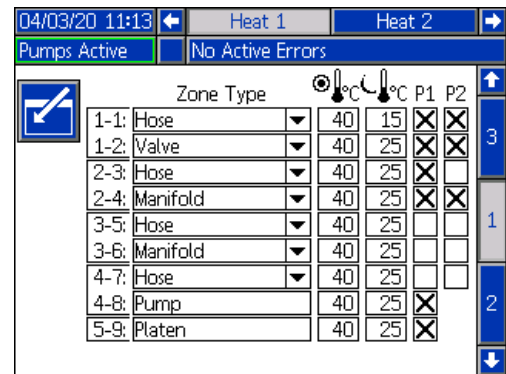 04/03/20 11:13 Heat 1 Heat 2
Pumps Active No Active Errors
Zone Type °C °C P1 P2
1-1: Hose 40 15 X X
1-2: Valve 40 25 X X
2-3: Hose 40 25 X
2-4: Manifold 40 25 X X
3-5: Hose 40 25
3-6: Manifold 40 25
4-7: Hose 40 25
4-8: Pump 40 25 X
5-9: Platen 40 25 X
3
1
2